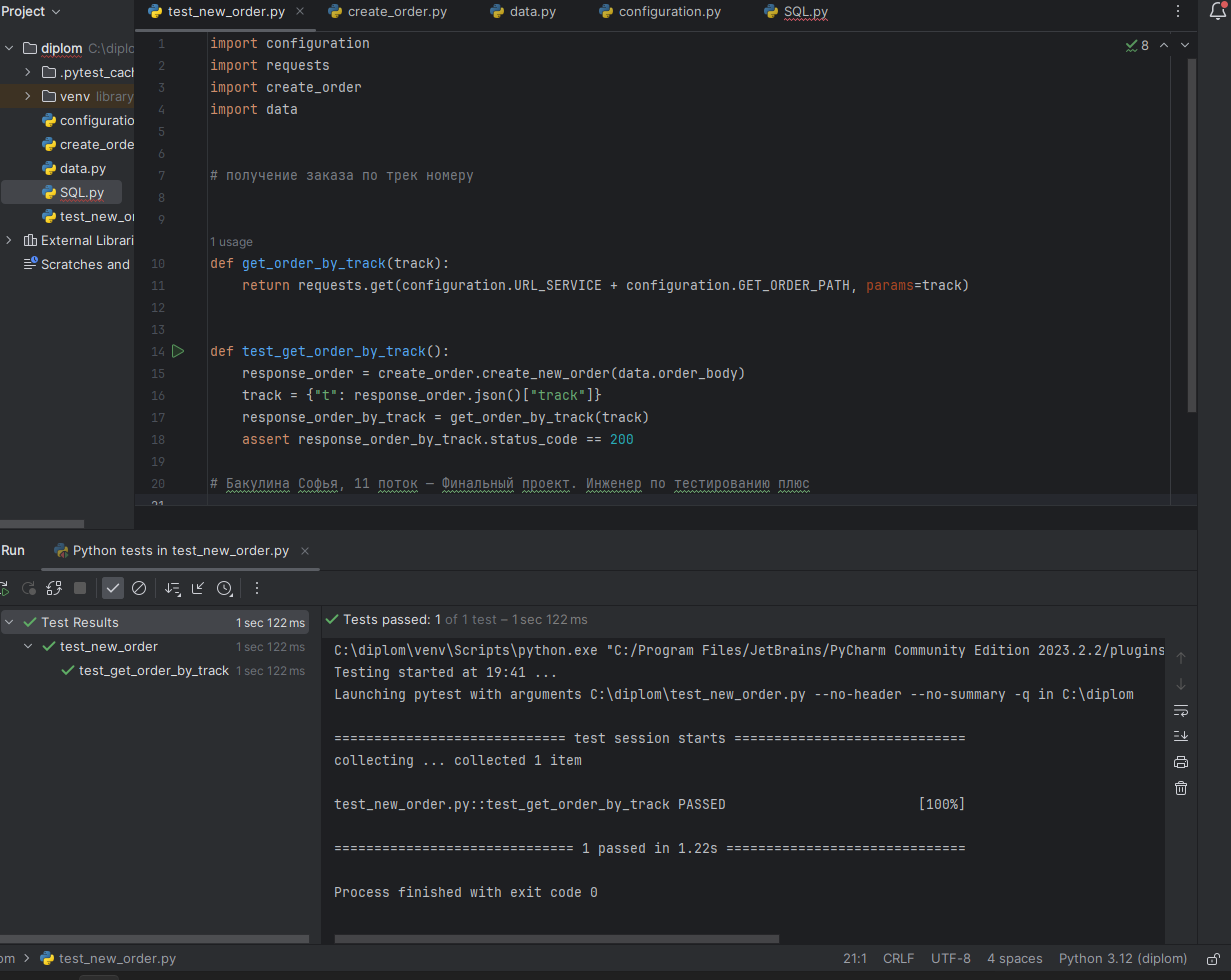 Project
test_new_order.py
create_order.py
data.py
configuration.py
SQL.py
diplom C:\diplo
.pytest_cach
venv library
configuratio
create_orde
data.py
SQL.py
test_new_or
External Librari
Scratches and
8
1 import configuration
2 import requests
3 import create_order
4 import data
5
6
7 # получение заказа по трек номеру
8
9
1 usage
10 def get_order_by_track(track):
11 return requests.get(configuration.URL_SERVICE + configuration.GET_ORDER_PATH, params=track)
12
13
14 def test_get_order_by_track():
15 response_order = create_order.create_new_order(data.order_body)
16 track = {"t": response_order.json()["track"]}
17 response_order_by_track = get_order_by_track(track)
18 assert response_order_by_track.status_code == 200
19
20 # Бакулина Софья, 11 поток — Финальный проект. Инженер по тестированию плюс
21
Run
Python tests in test_new_order.py
Test Results 1 sec 122 ms
test_new_order 1 sec 122 ms
test_get_order_by_track 1 sec 122 ms
Tests passed: 1 of 1 test – 1 sec 122 ms
C:\diplom\venv\Scripts\python.exe "C:/Program Files/JetBrains/PyCharm Community Edition 2023.2.2/plugins
Testing started at 19:41 ...
Launching pytest with arguments C:\diplom\test_new_order.py --no-header --no-summary -q in C:\diplom
============================= test session starts =============================
collecting ... collected 1 item
test_new_order.py::test_get_order_by_track PASSED [100%]
============================== 1 passed in 1.22s ==============================
Process finished with exit code 0
om > test_new_order.py
21:1 CRLF UTF-8 4 spaces Python 3.12 (diplom)